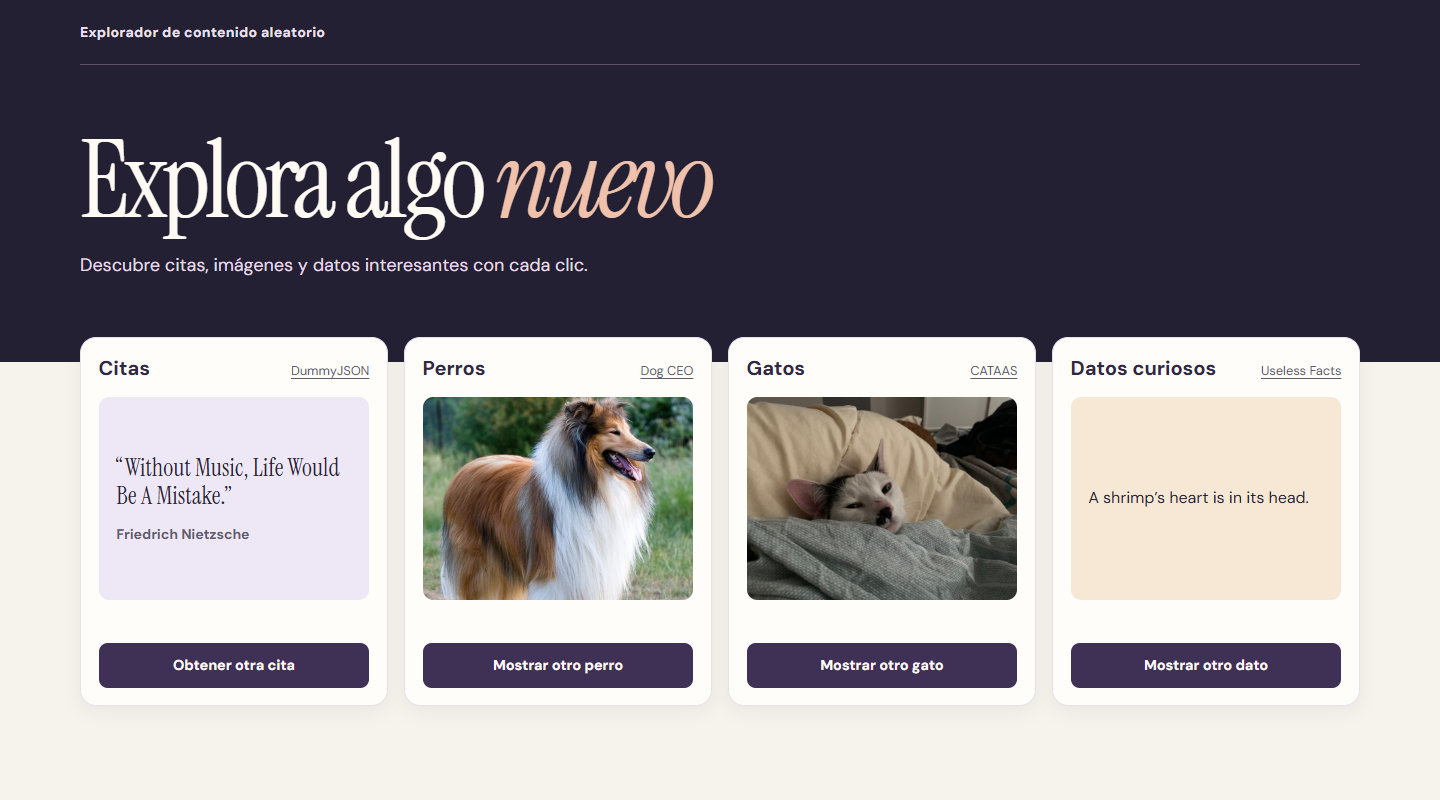 Explorador de contenido aleatorio
Explora algo nuevo
Descubre citas, imágenes y datos interesantes con cada clic.
Citas
DummyJSON
“Without Music, Life Would
Be A Mistake.”
Friedrich Nietzsche
Obtener otra cita
Perros
Dog CEO
Mostrar otro perro
Gatos
CATAAS
Mostrar otro gato
Datos curiosos
Useless Facts
A shrimp’s heart is in its head.
Mostrar otro dato